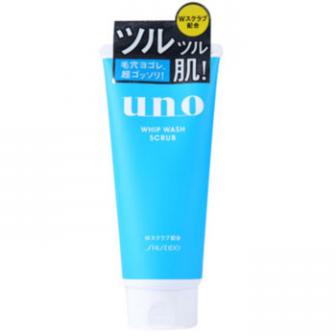 ツルツル肌!
毛穴ヨゴレ、
超ゴッソリ!
Wスクラブ
配合
uno
WHIP WASH
SCRUB
Wスクラブ配合
SHISEIDO